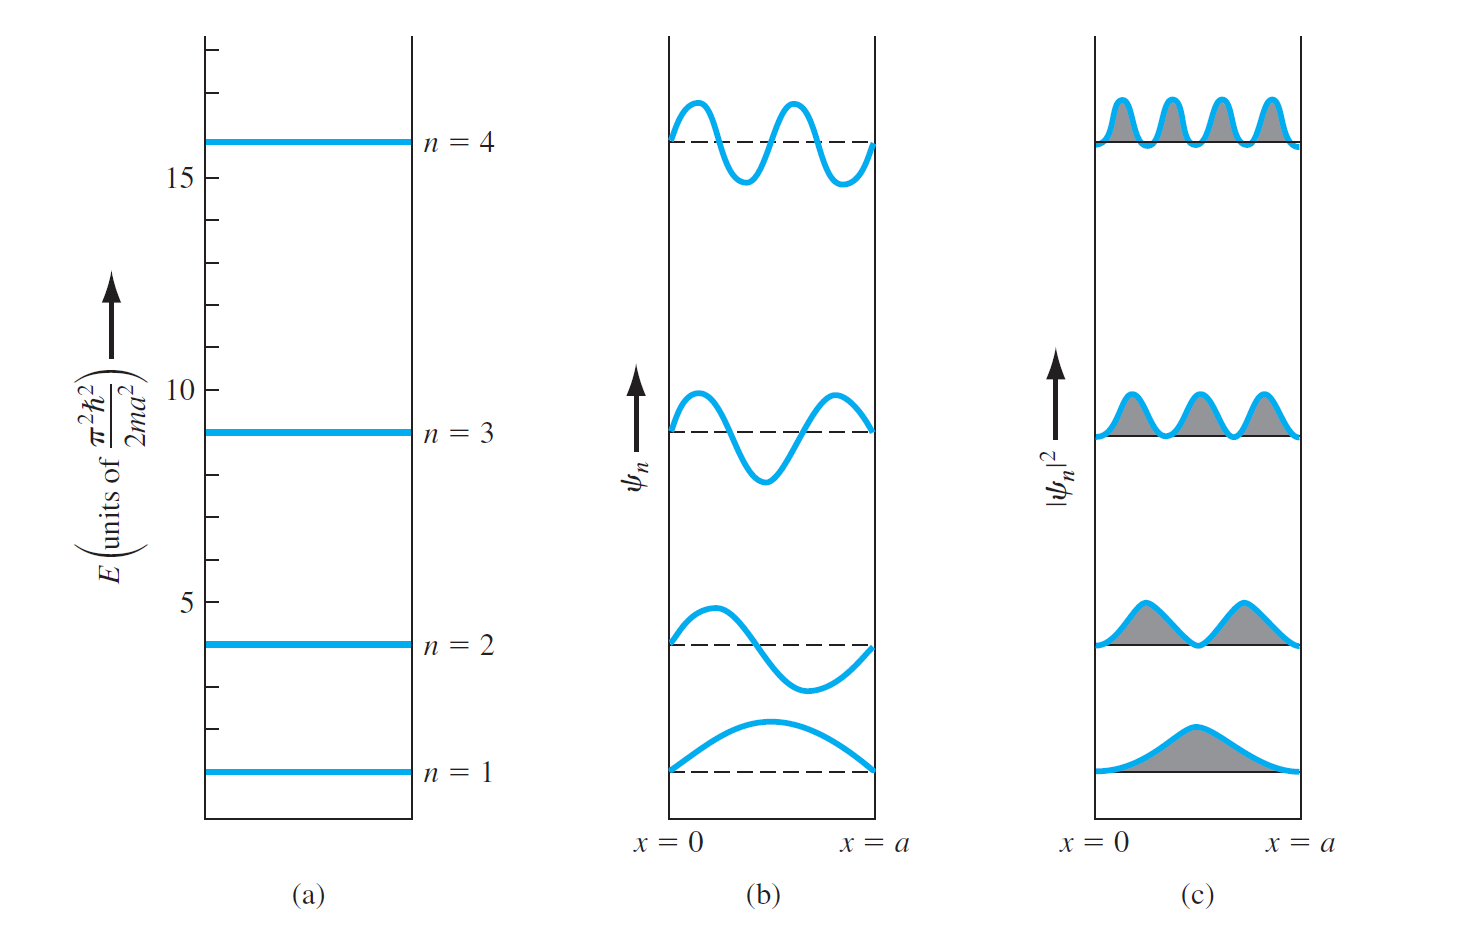 n = 4
15
10
n = 3
5
n = 2
n = 1
E (units of π²ħ²/2ma²)
(a)
ψₙ
x = 0
x = a
(b)
|ψₙ|²
x = 0
x = a
(c)